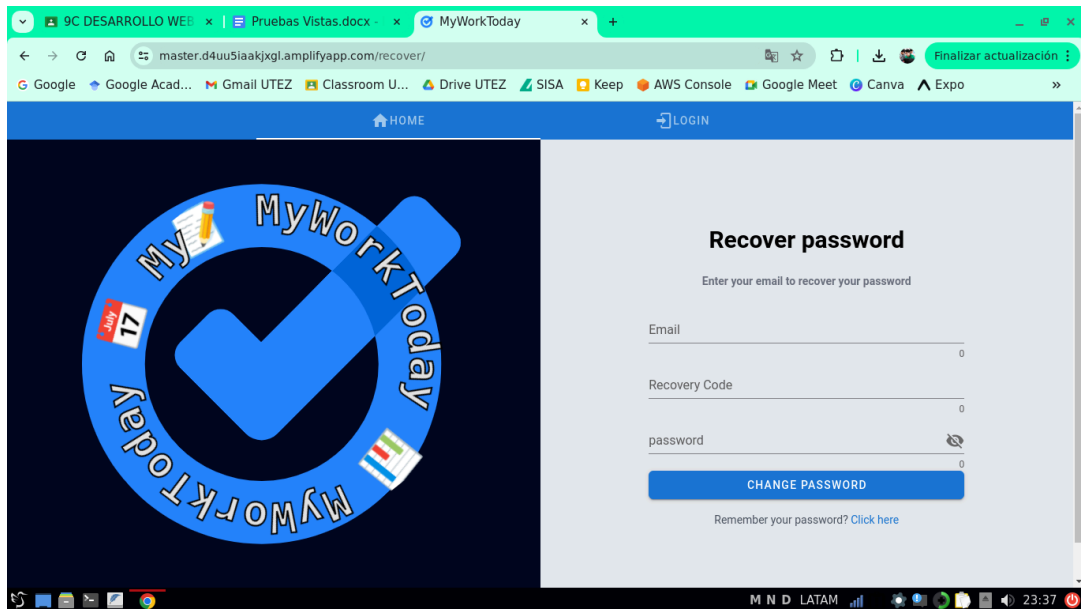 9C DESARROLLO WEB
Pruebas Vistas.docx -
MyWorkToday
master.d4uu5iaakjxgl.amplifyapp.com/recover/
Finalizar actualización
Google
Google Acad...
Gmail UTEZ
Classroom U...
Drive UTEZ
SISA
Keep
AWS Console
Google Meet
Canva
Expo
»
HOME
LOGIN
My
MyWorkToday
July
17
MyWorkToday
Recover password
Enter your email to recover your password
Email
0
Recovery Code
0
password
0
CHANGE PASSWORD
Remember your password? Click here
M N D LATAM
23:37